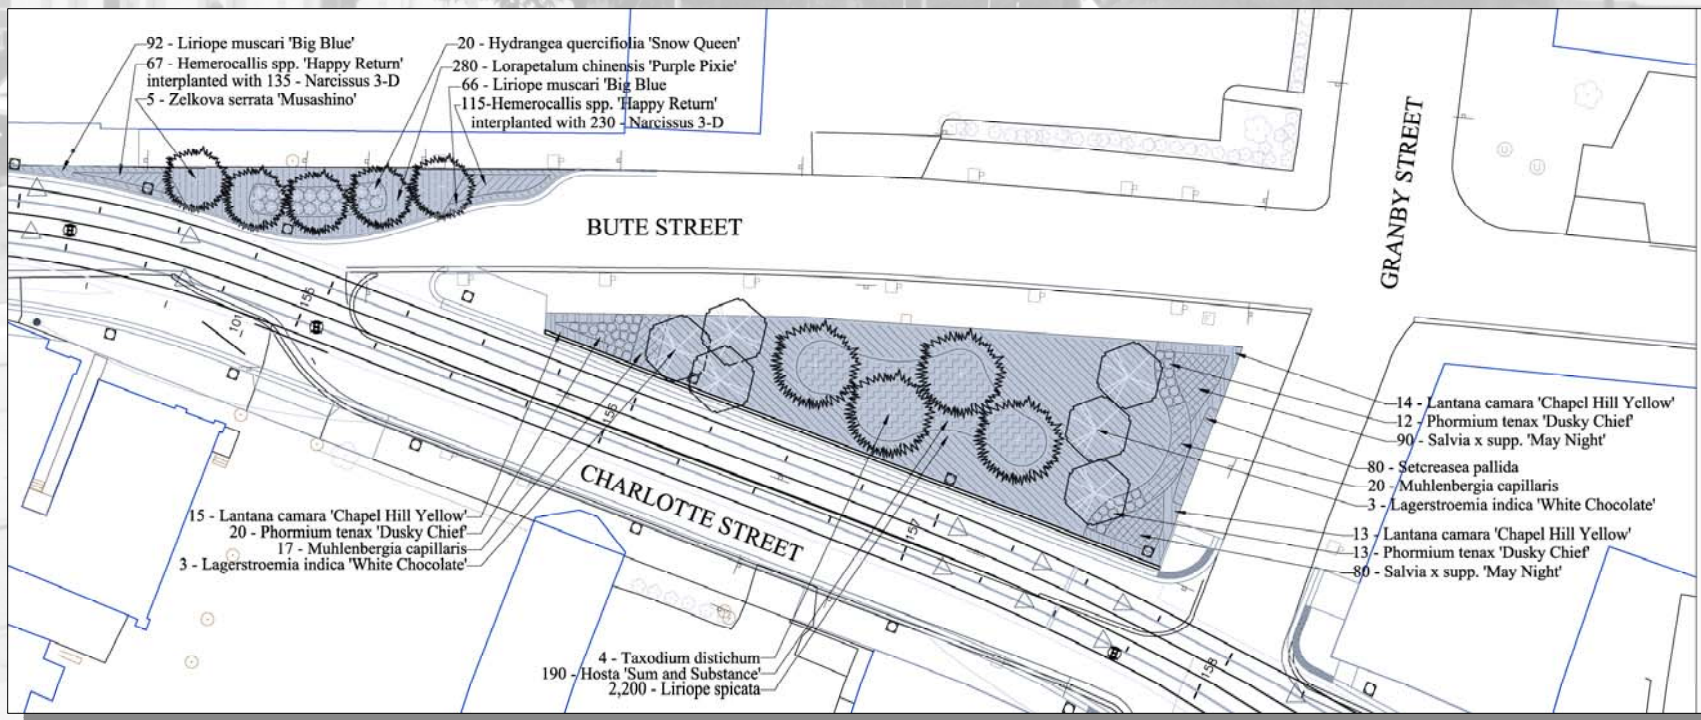 92 - Liriope muscari 'Big Blue'
67 - Hemerocallis spp. 'Happy Return'
interplanted with 135 - Narcissus 3-D
5 - Zelkova serrata 'Musashino'
20 - Hydrangea quercifiolia 'Snow Queen'
280 - Lorapetalum chinensis 'Purple Pixie'
66 - Liriope muscari 'Big Blue
115-Hemerocallis spp. 'Happy Return'
interplanted with 230 - Narcissus 3-D
BUTE STREET
GRANBY STREET
CHARLOTTE STREET
101
155
156
157
158
14 - Lantana camara 'Chapel Hill Yellow'
12 - Phormium tenax 'Dusky Chief'
90 - Salvia x supp. 'May Night'
80 - Setcreasea pallida
20 - Muhlenbergia capillaris
3 - Lagerstroemia indica 'White Chocolate'
13 - Lantana camara 'Chapel Hill Yellow'
13 - Phormium tenax 'Dusky Chief'
80 - Salvia x supp. 'May Night'
15 - Lantana camara 'Chapel Hill Yellow'
20 - Phormium tenax 'Dusky Chief'
17 - Muhlenbergia capillaris
3 - Lagerstroemia indica 'White Chocolate'
4 - Taxodium distichum
190 - Hosta 'Sum and Substance'
2,200 - Liriope spicata